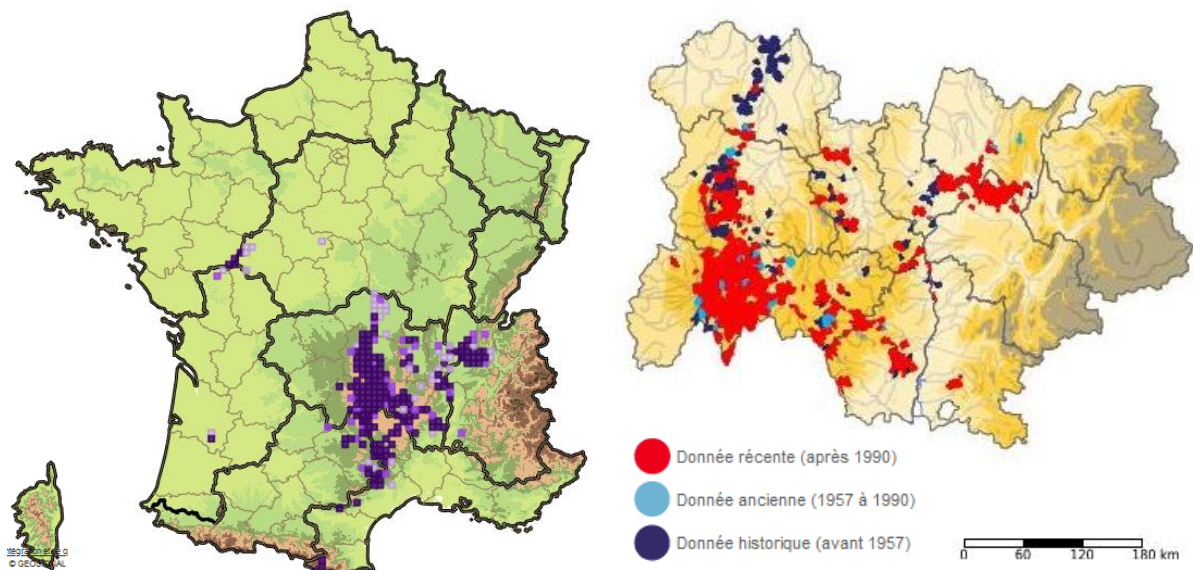 © GEOSIGNAL
Donnée récente (après 1990)
Donnée ancienne (1957 à 1990)
Donnée historique (avant 1957)
0 60 120 180 km